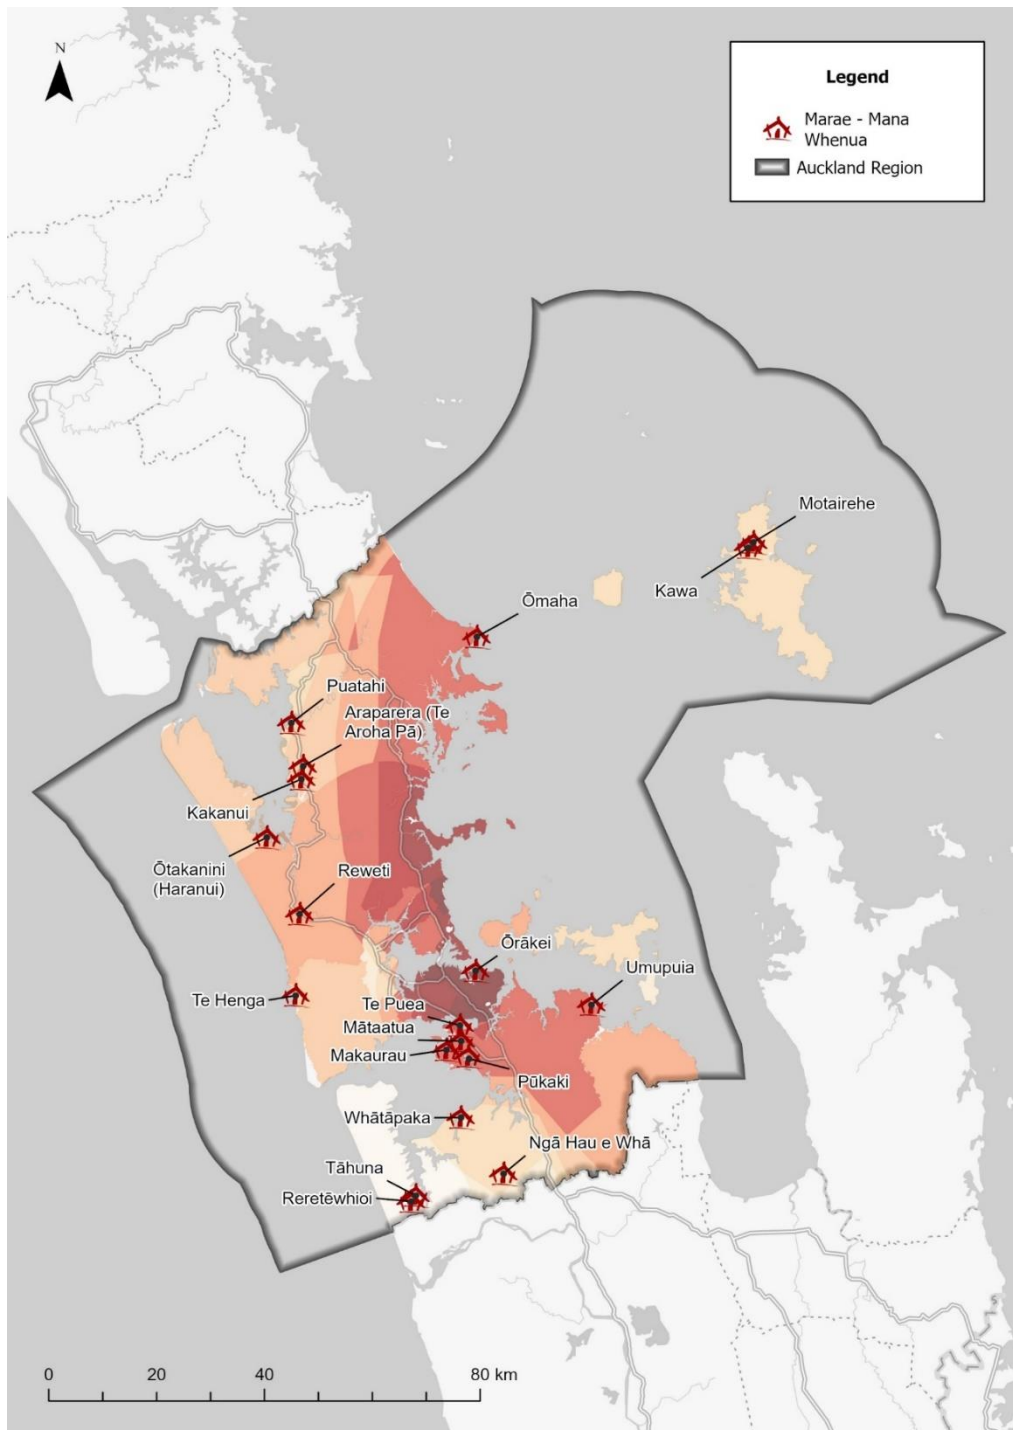 N
Legend
Marae - Mana
Whenua
Auckland Region
Motairehe
Kawa
Ōmaha
Puatahi
Araparera (Te
Aroha Pā)
Kakanui
Ōtakanini
(Haranui)
Reweti
Ōrākei
Umupuia
Te Henga
Te Puea
Mātaatua
Makaurau
Pūkaki
Whātāpaka
Ngā Hau e Whā
Tāhuna
Reretēwhioi
0 20 40 80 km